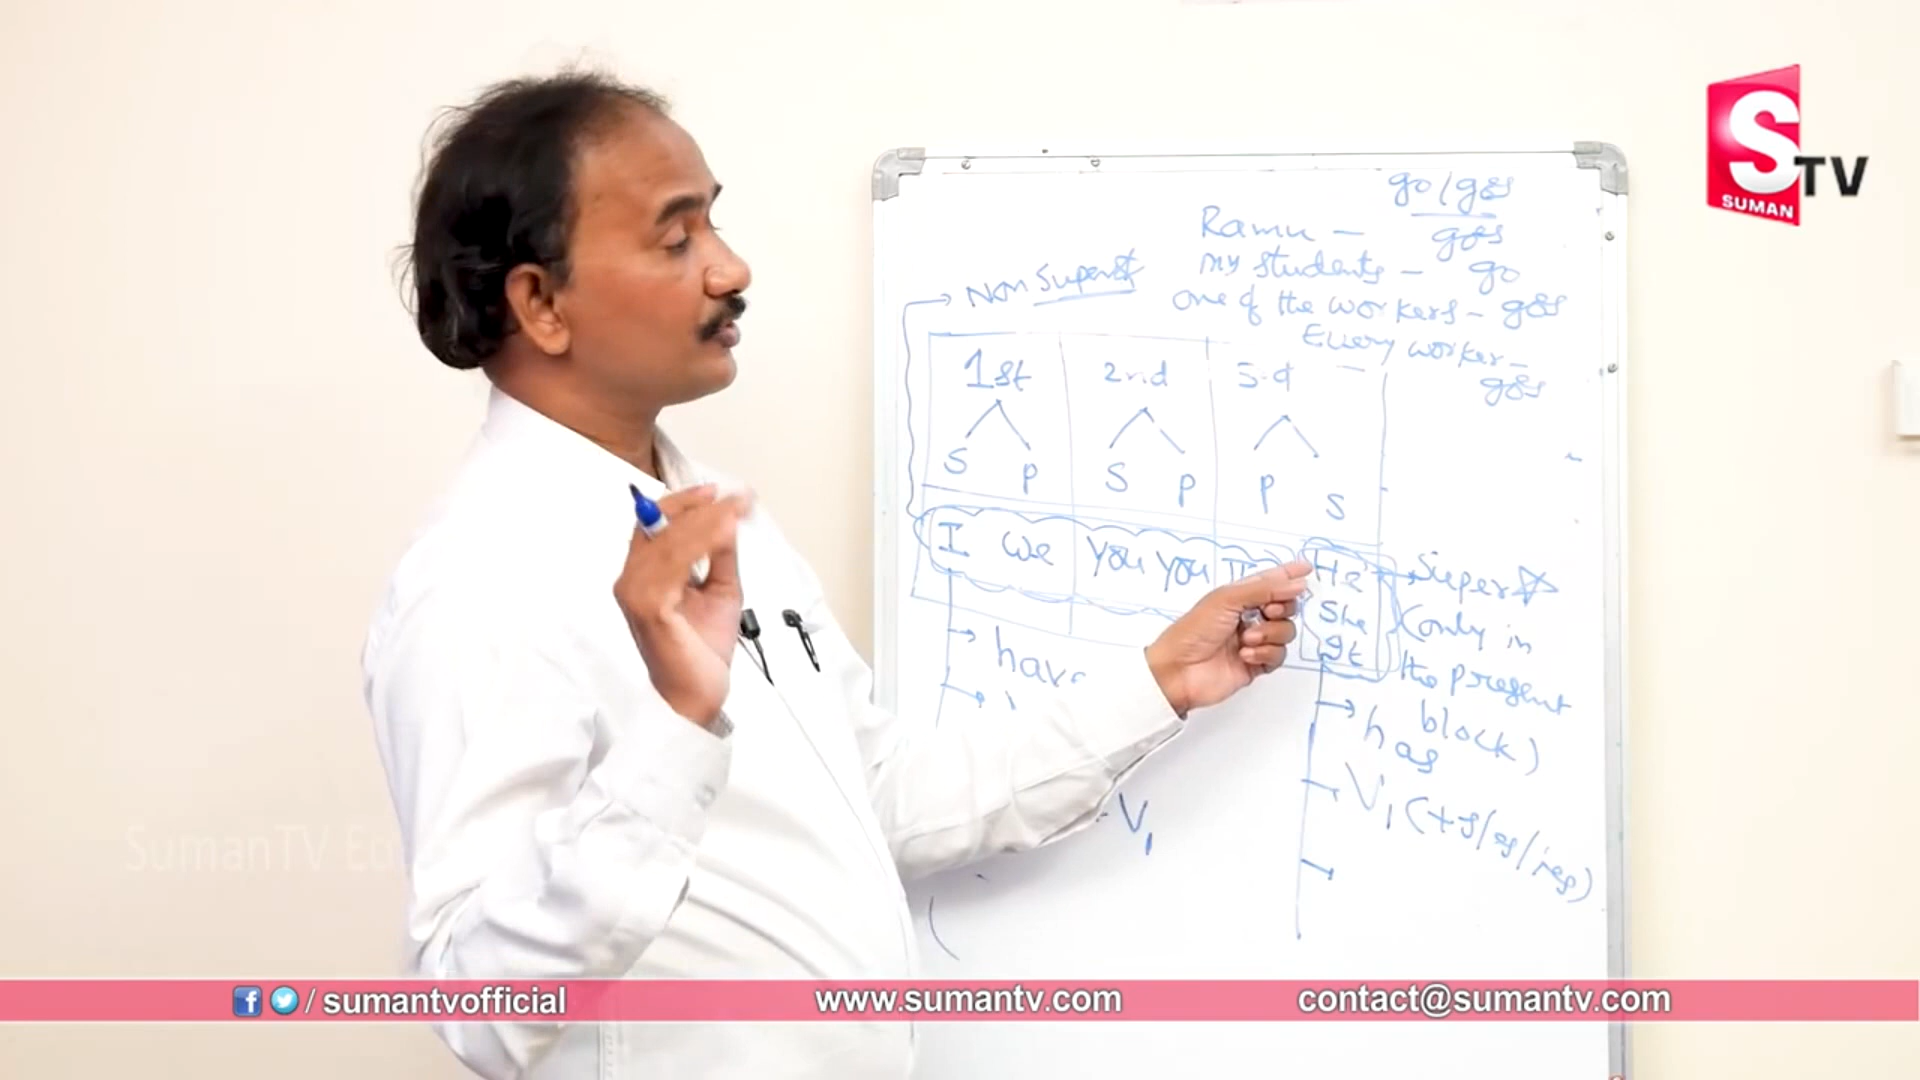 S TV
SUMAN
go / goes
Ramu – goes
my students – go
one of the workers – goes
Every worker –
goes
Non Super☆
1st 2nd 3rd
S P S P P S
I we You You He
She
It
Super☆
(only in
the present
block)
have
has
V1
V1 (+s/es/ies)
SumanTV Ed
/ sumantvofficial
www.sumantv.com
contact@sumantv.com